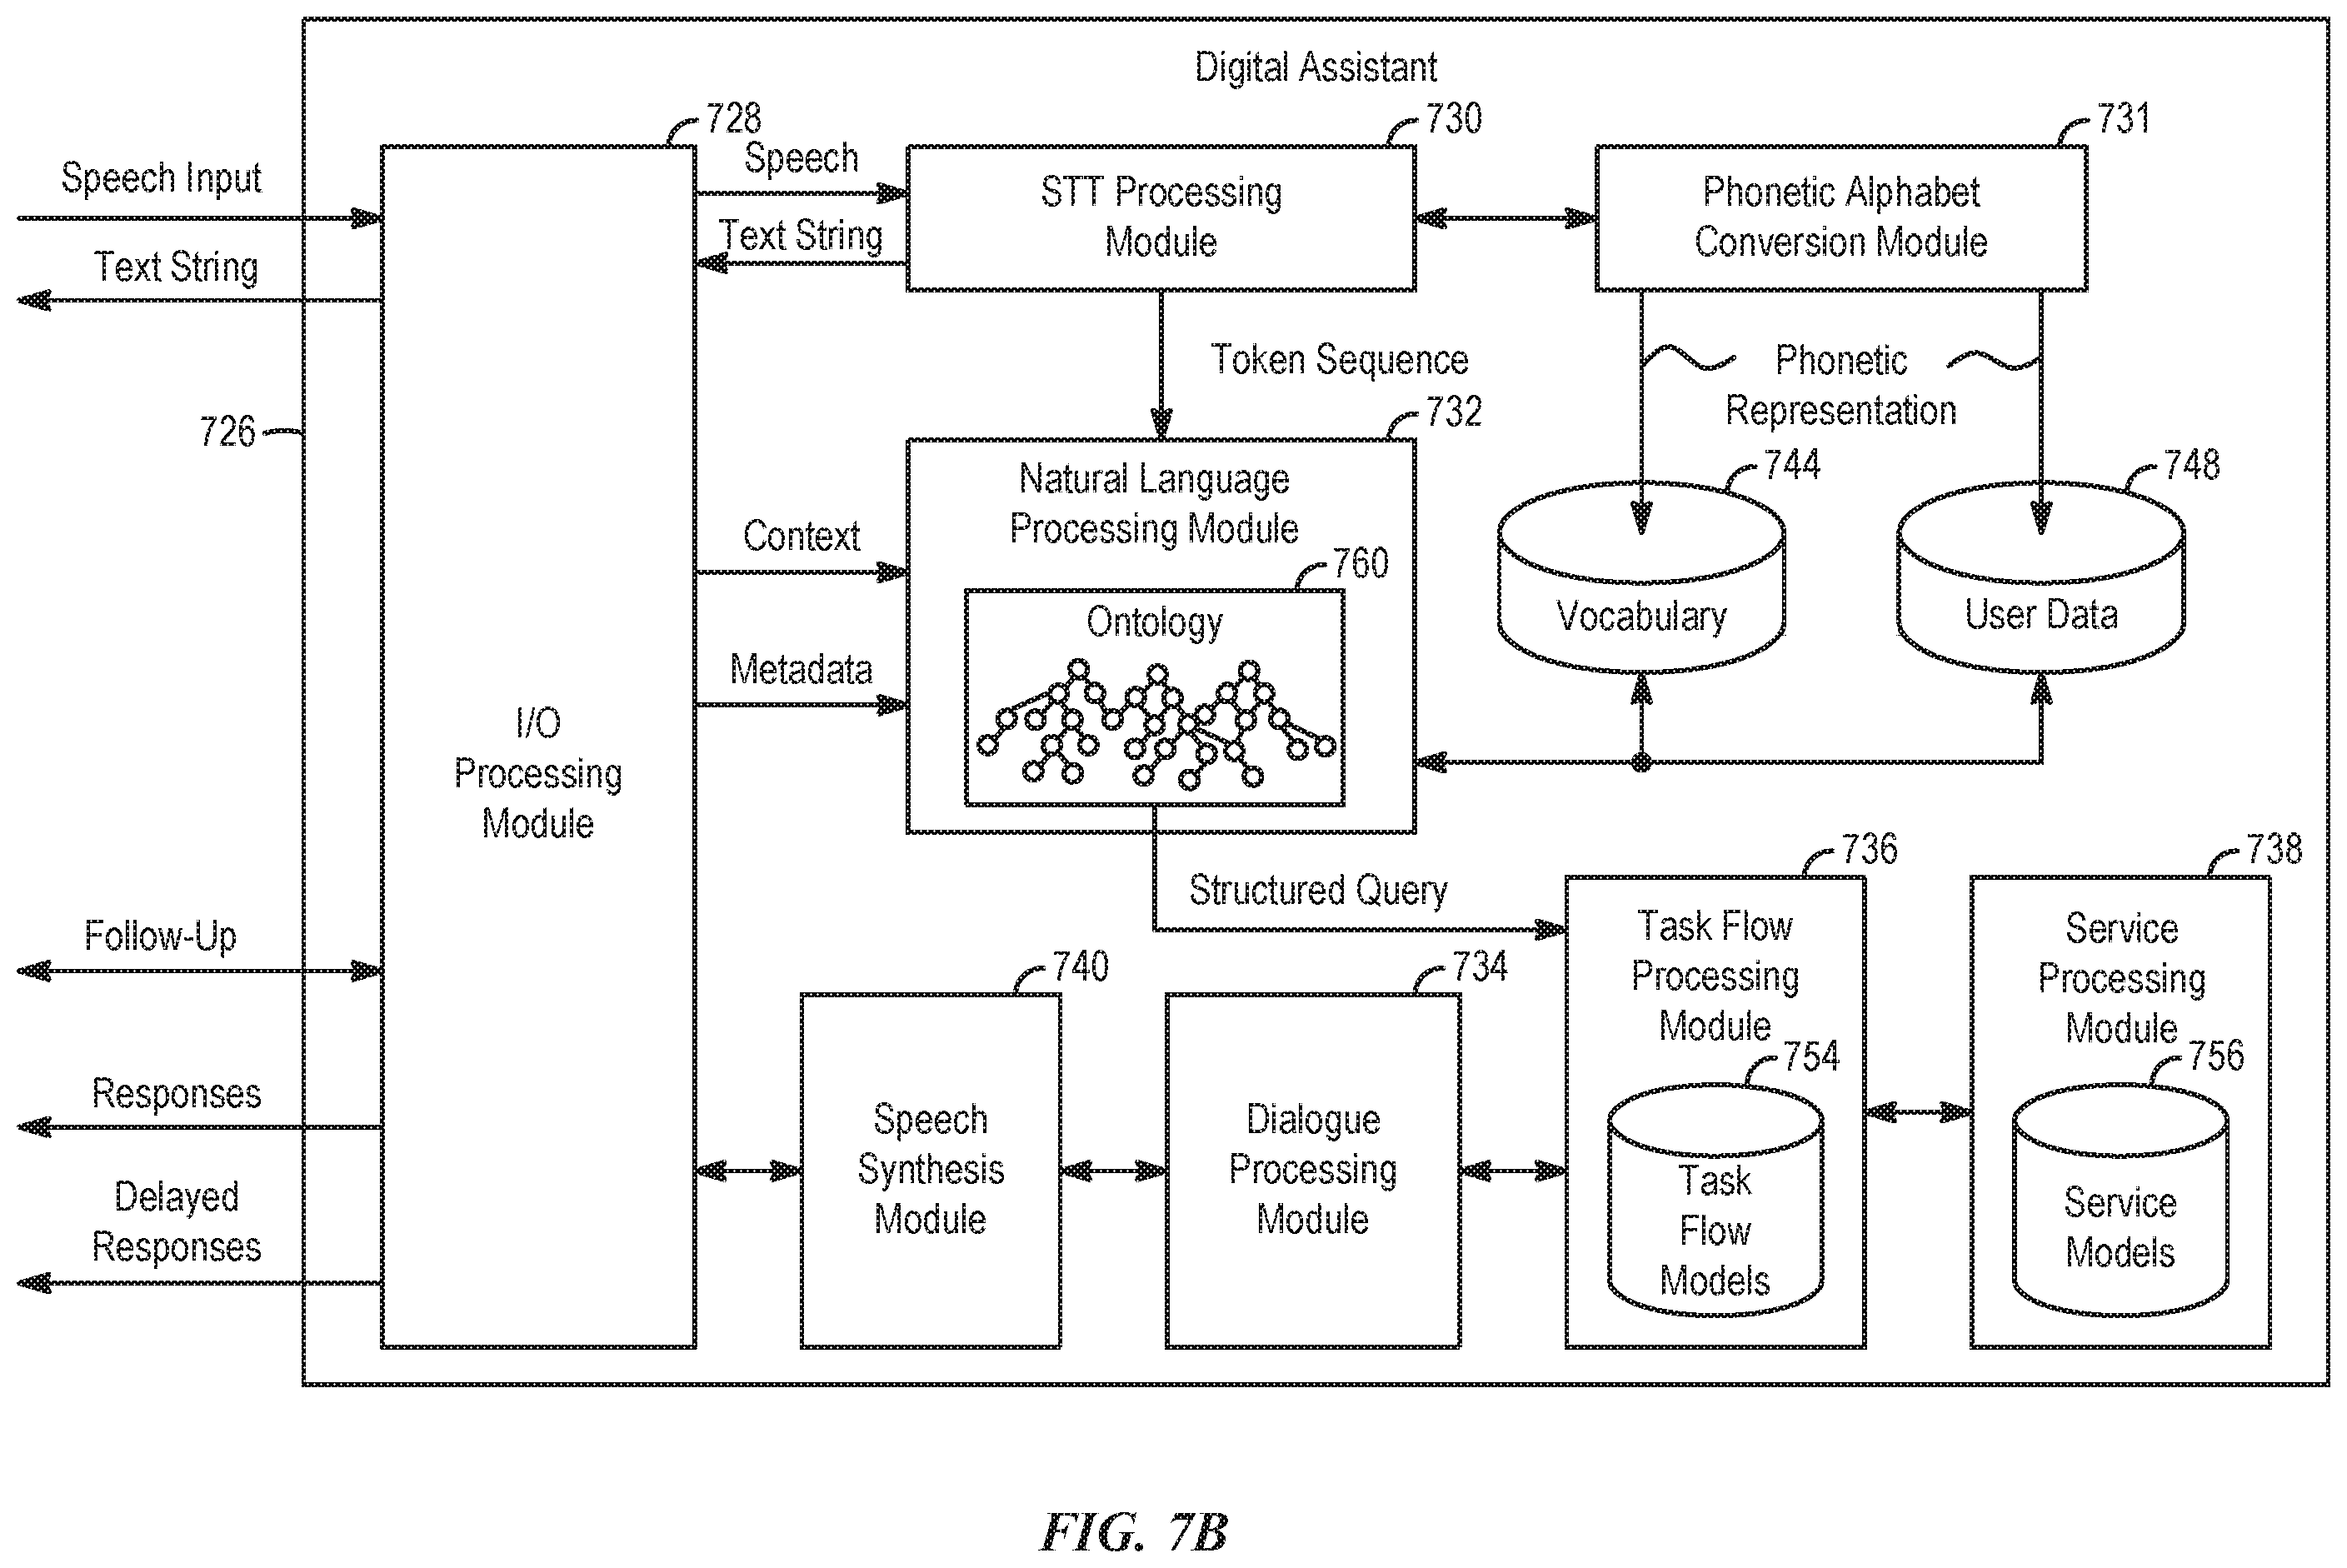 Digital Assistant
728
730
731
Speech Input
Text String
726
Speech
Text String
STT Processing
Module
Phonetic Alphabet
Conversion Module
Token Sequence
Phonetic
Representation
732
744
748
Natural Language
Processing Module
Context
Metadata
760
Ontology
Vocabulary
User Data
I/O
Processing
Module
Structured Query
736
738
Follow-Up
Responses
Delayed
Responses
740
734
Speech
Synthesis
Module
Dialogue
Processing
Module
Task Flow
Processing
Module
754
Task
Flow
Models
Service
Processing
Module
756
Service
Models
FIG. 7B